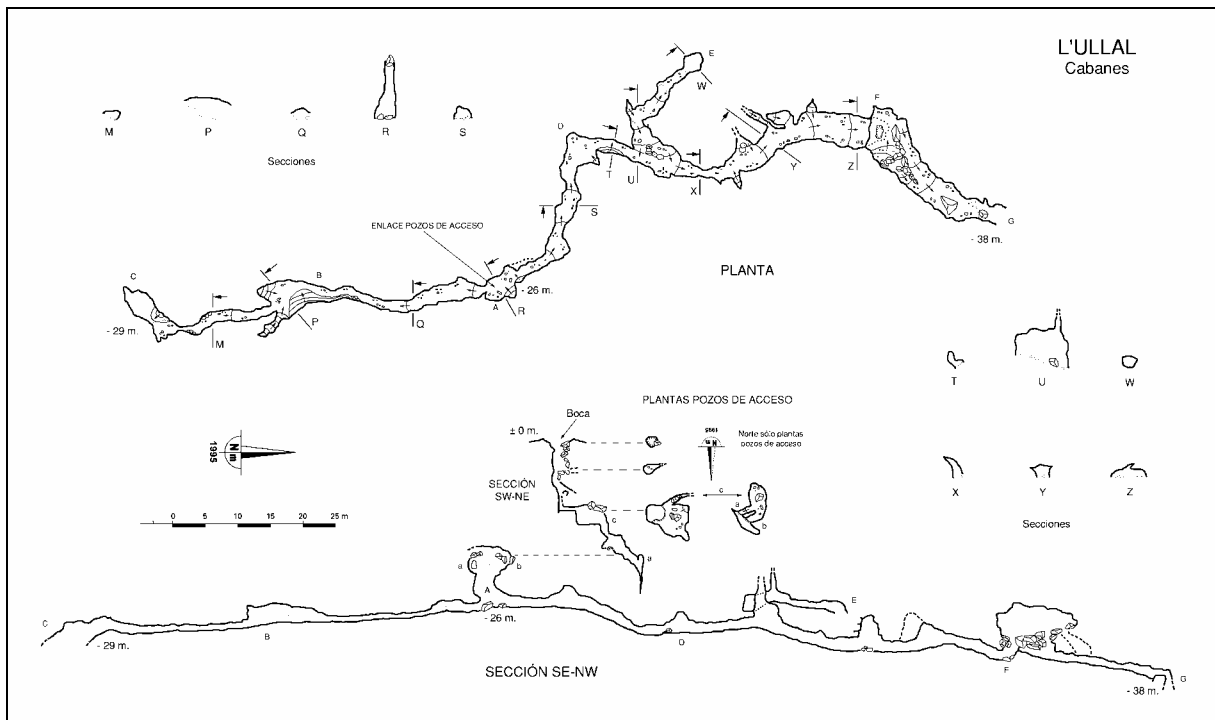 L'ULLAL
Cabanes
M P Q R S
Secciones
E
W
D
F
T
U
X
Y
Z
S
G
- 38 m.
ENLACE POZOS DE ACCESO
PLANTA
C
B
- 26 m.
A
R
- 29 m.
P
Q
M
T U W
PLANTAS POZOS DE ACCESO
Boca
± 0 m.
1995
N m
Norte sólo plantas
pozos de acceso
1995
N m
SECCIÓN
SW-NE
c
c
a
b
a
X Y Z
Secciones
0 5 10 15 20 25 m
a
b
A
- 26 m.
E
C
- 29 m.
B
D
F
G
- 38 m.
SECCIÓN SE-NW